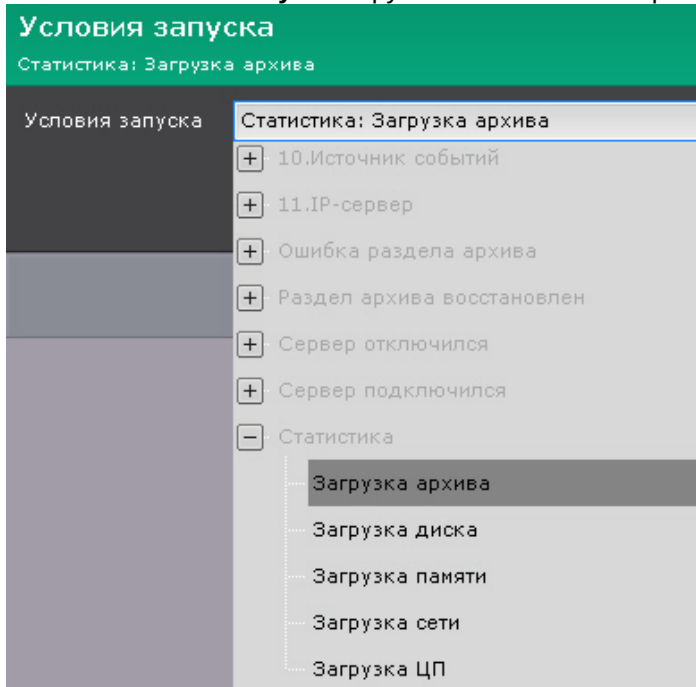 Условия запуска
Статистика: Загрузка архива
Условия запуска
Статистика: Загрузка архива
10.Источник событий
11.IP-сервер
Ошибка раздела архива
Раздел архива восстановлен
Сервер отключился
Сервер подключился
Статистика
Загрузка архива
Загрузка диска
Загрузка памяти
Загрузка сети
Загрузка ЦП